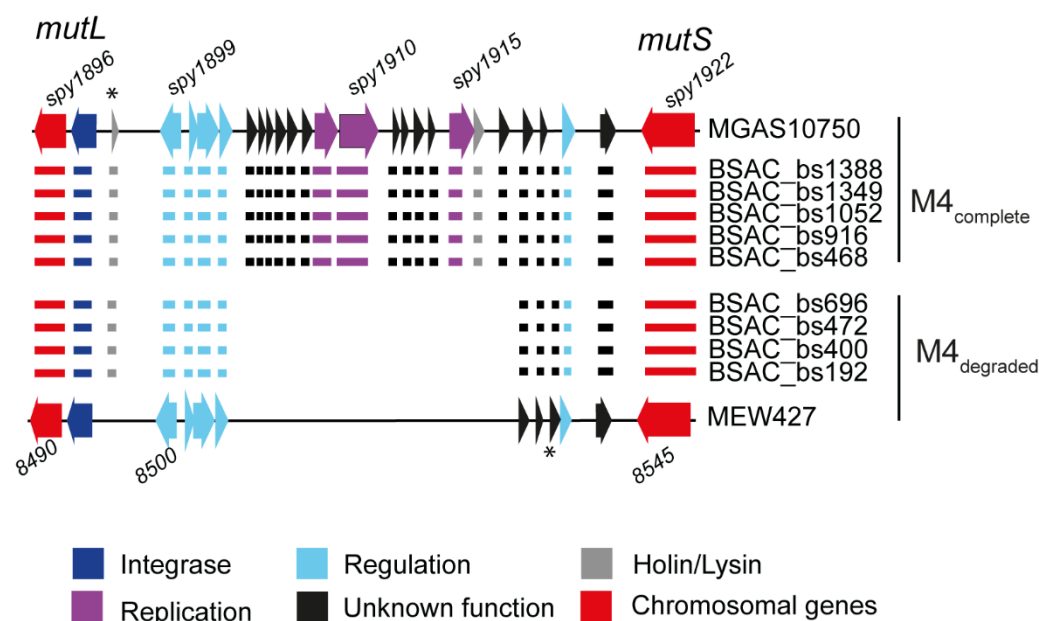 mutL mutS
spy1896 * spy1899 spy1910 spy1915 spy1922
MGAS10750
BSAC_bs1388
BSAC_bs1349
BSAC_bs1052
BSAC_bs916
BSAC_bs468
M4complete
BSAC_bs696
BSAC_bs472
BSAC_bs400
BSAC_bs192
M4degraded
MEW427
8490 8500 * 8545
Integrase Regulation Holin/Lysin
Replication Unknown function Chromosomal genes